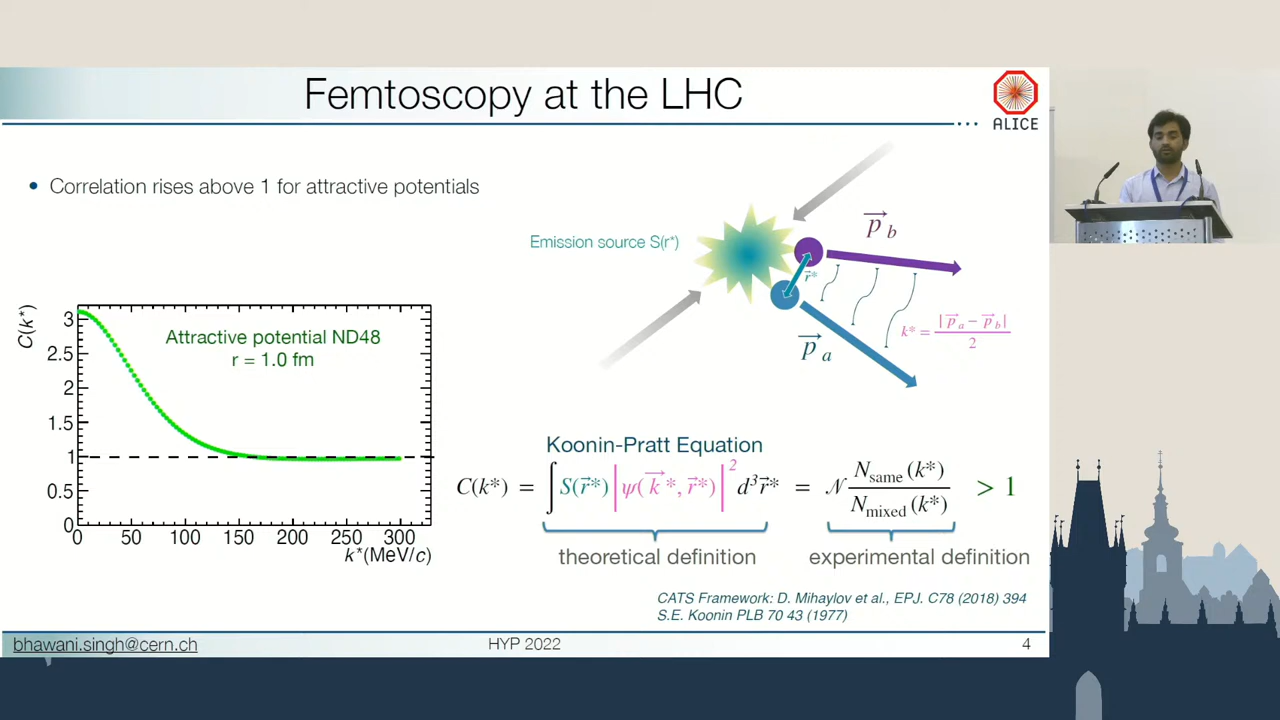 Femtoscopy at the LHC
ALICE
• Correlation rises above 1 for attractive potentials
Emission source S(r*)
p⃗ b
r⃗*
k* = |p⃗ a − p⃗ b| / 2
p⃗ a
C(k*)
3
2.5
2
1.5
1
0.5
0
Attractive potential ND48
r = 1.0 fm
0 50 100 150 200 250 300
k*(MeV/c)
Koonin-Pratt Equation
C(k*) = ∫ S(r⃗*) |ψ(k⃗*, r⃗*)|² d³r⃗* = 𝒩 Nsame(k*) / Nmixed(k*) > 1
theoretical definition
experimental definition
CATS Framework: D. Mihaylov et al., EPJ. C78 (2018) 394
S.E. Koonin PLB 70 43 (1977)
bhawani.singh@cern.ch
HYP 2022
4